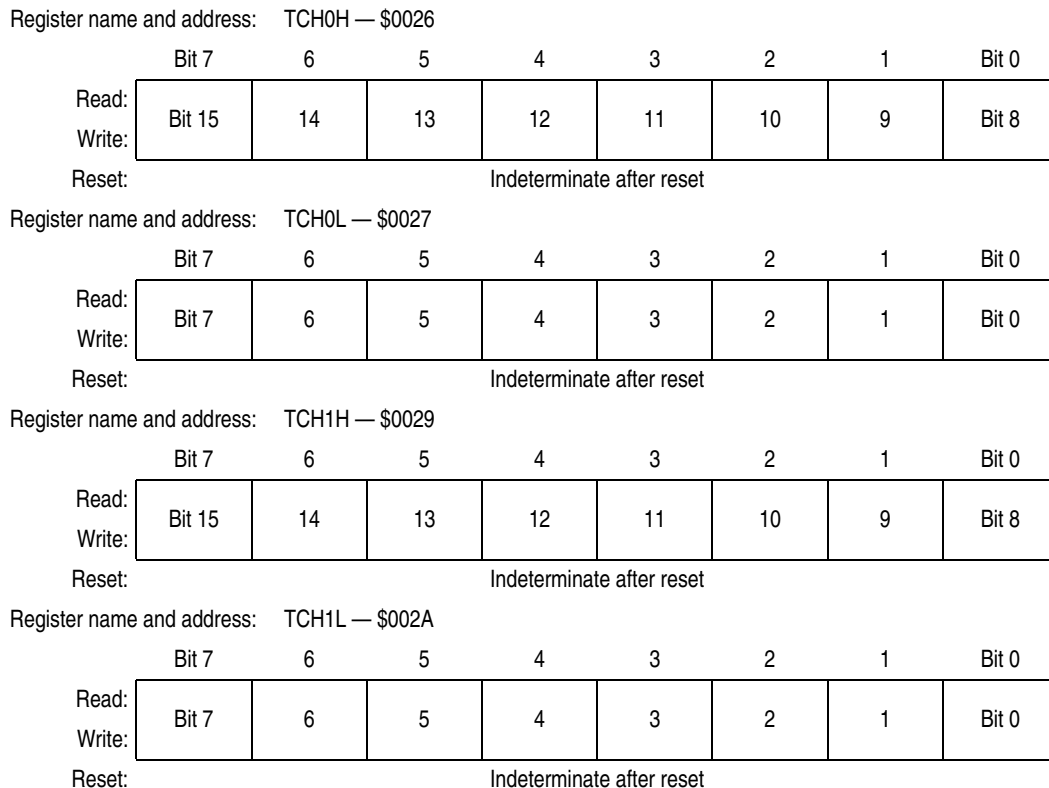 Register name and address: TCH0H — $0026
Bit 7 6 5 4 3 2 1 Bit 0
Read:
Bit 15 14 13 12 11 10 9 Bit 8
Write:
Reset: Indeterminate after reset
Register name and address: TCH0L — $0027
Bit 7 6 5 4 3 2 1 Bit 0
Read:
Bit 7 6 5 4 3 2 1 Bit 0
Write:
Reset: Indeterminate after reset
Register name and address: TCH1H — $0029
Bit 7 6 5 4 3 2 1 Bit 0
Read:
Bit 15 14 13 12 11 10 9 Bit 8
Write:
Reset: Indeterminate after reset
Register name and address: TCH1L — $002A
Bit 7 6 5 4 3 2 1 Bit 0
Read:
Bit 7 6 5 4 3 2 1 Bit 0
Write:
Reset: Indeterminate after reset